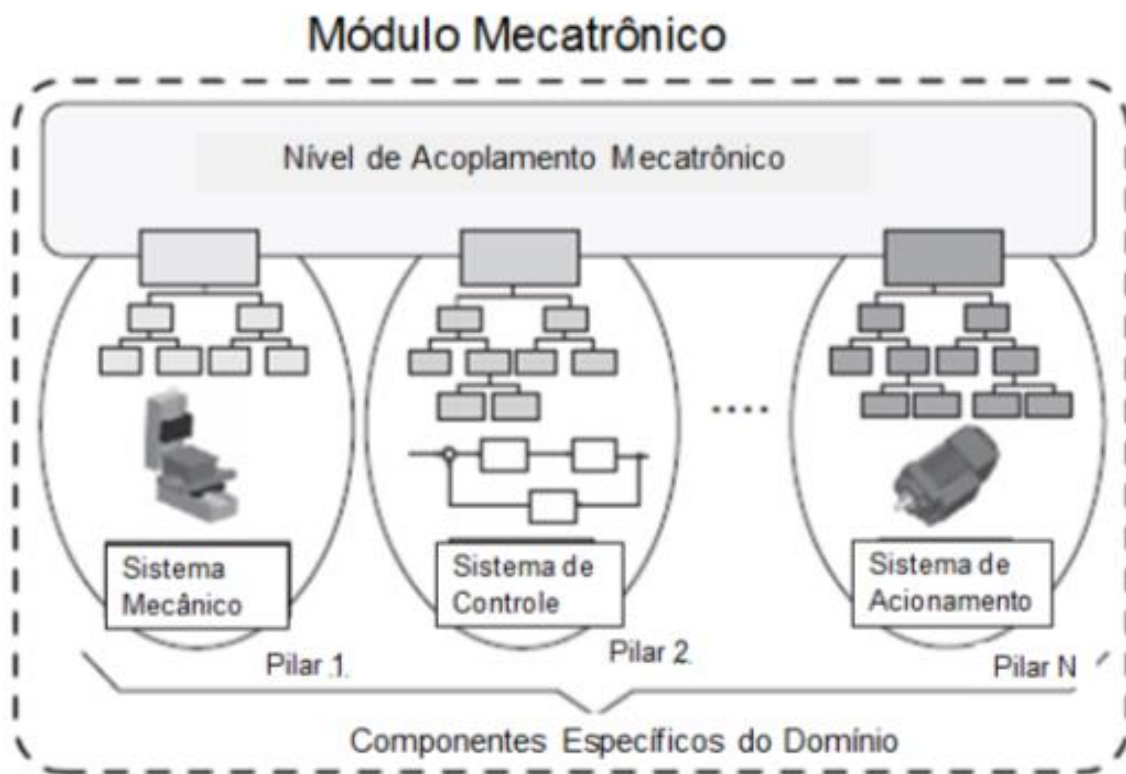 Módulo Mecatrônico
Nível de Acoplamento Mecatrônico
Sistema
Mecânico
Sistema de
Controle
Sistema de
Acionamento
Pilar 1.
Pilar 2
Pilar N
Componentes Específicos do Domínio